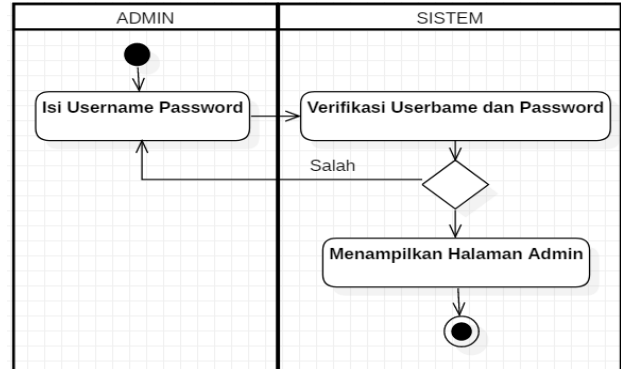 ADMIN
SISTEM
Isi Username Password
Verifikasi Userbame dan Password
Salah
Menampilkan Halaman Admin